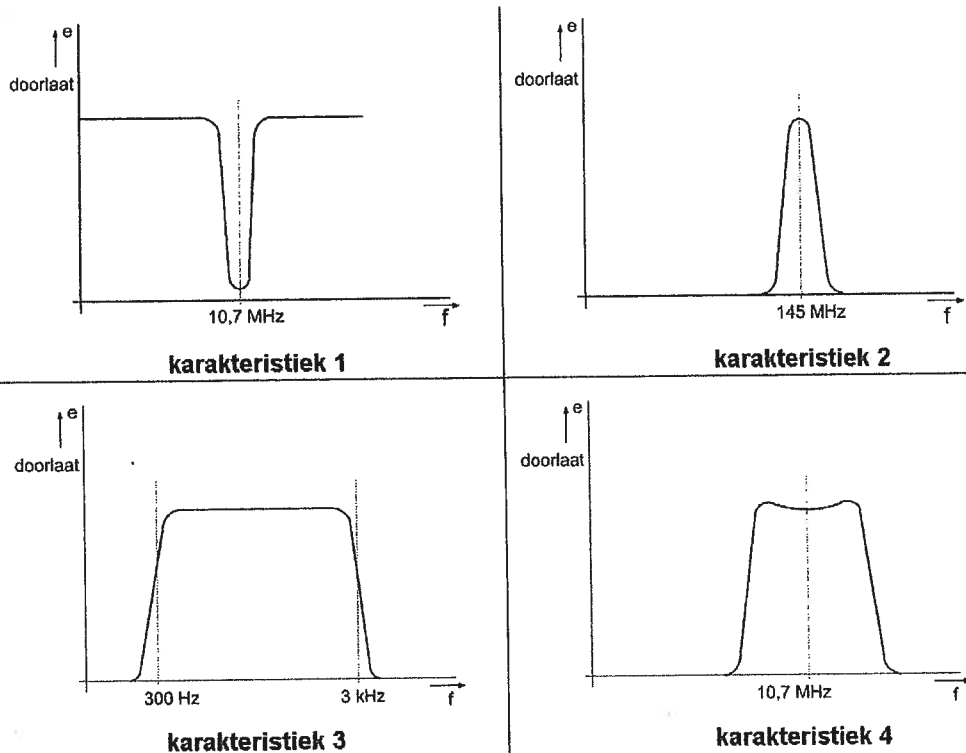 e
doorlaat
10,7 MHz
f
karakteristiek 1
e
doorlaat
145 MHz
f
karakteristiek 2
e
doorlaat
300 Hz
3 kHz
f
karakteristiek 3
e
doorlaat
10,7 MHz
f
karakteristiek 4